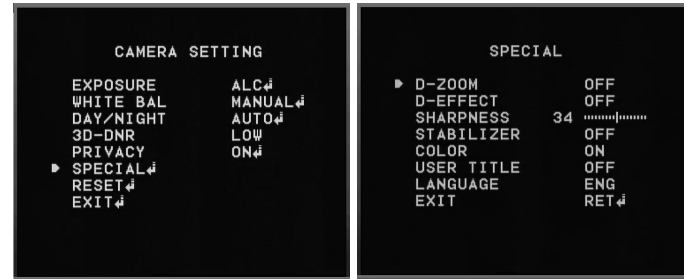 CAMERA SETTING
EXPOSURE ALC↲
WHITE BAL MANUAL↲
DAY/NIGHT AUTO↲
3D-DNR LOW
PRIVACY ON↲
SPECIAL↲
RESET↲
EXIT↲
SPECIAL
D-ZOOM OFF
D-EFFECT OFF
SHARPNESS 34
STABILIZER OFF
COLOR ON
USER TITLE OFF
LANGUAGE ENG
EXIT RET↲